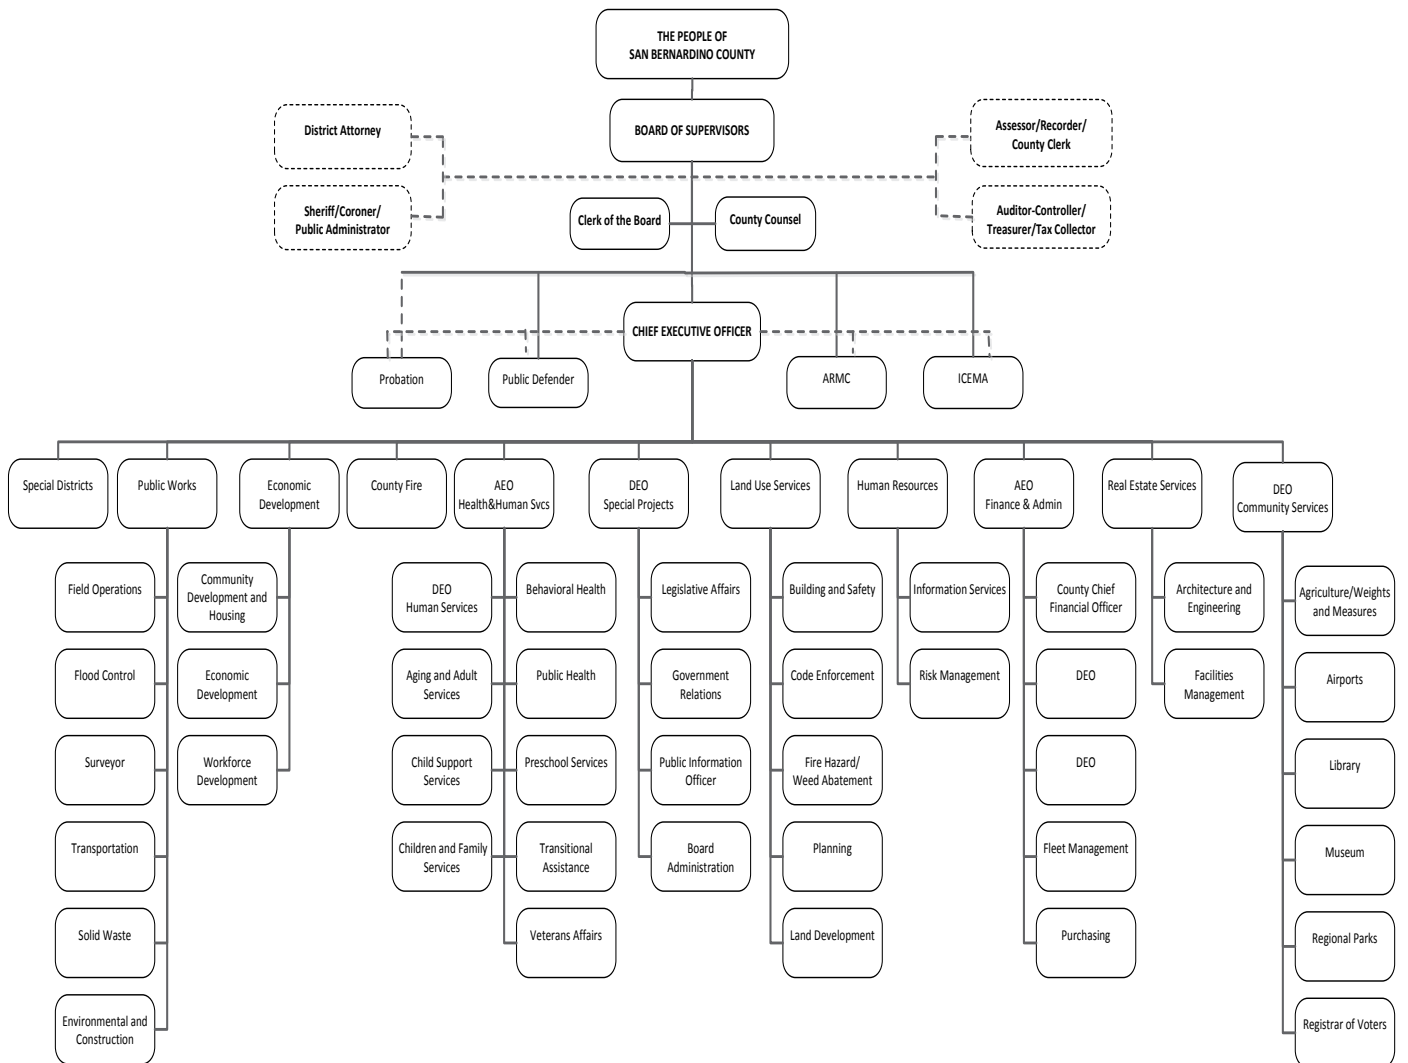 THE PEOPLE OF
SAN BERNARDINO COUNTY
BOARD OF SUPERVISORS
District Attorney
Assessor/Recorder/
County Clerk
Sheriff/Coroner/
Public Administrator
Clerk of the Board
County Counsel
Auditor-Controller/
Treasurer/Tax Collector
CHIEF EXECUTIVE OFFICER
Probation
Public Defender
ARMC
ICEMA
Special Districts
Public Works
Economic
Development
County Fire
AEO
Health&Human Svcs
DEO
Special Projects
Land Use Services
Human Resources
AEO
Finance & Admin
Real Estate Services
DEO
Community Services
Field Operations
Flood Control
Surveyor
Transportation
Solid Waste
Environmental and
Construction
Community
Development and
Housing
Economic
Development
Workforce
Development
DEO
Human Services
Aging and Adult
Services
Child Support
Services
Children and Family
Services
Behavioral Health
Public Health
Preschool Services
Transitional
Assistance
Veterans Affairs
Legislative Affairs
Government
Relations
Public Information
Officer
Board
Administration
Building and Safety
Code Enforcement
Fire Hazard/
Weed Abatement
Planning
Land Development
Information Services
Risk Management
County Chief
Financial Officer
DEO
DEO
Fleet Management
Purchasing
Architecture and
Engineering
Facilities
Management
Agriculture/Weights
and Measures
Airports
Library
Museum
Regional Parks
Registrar of Voters